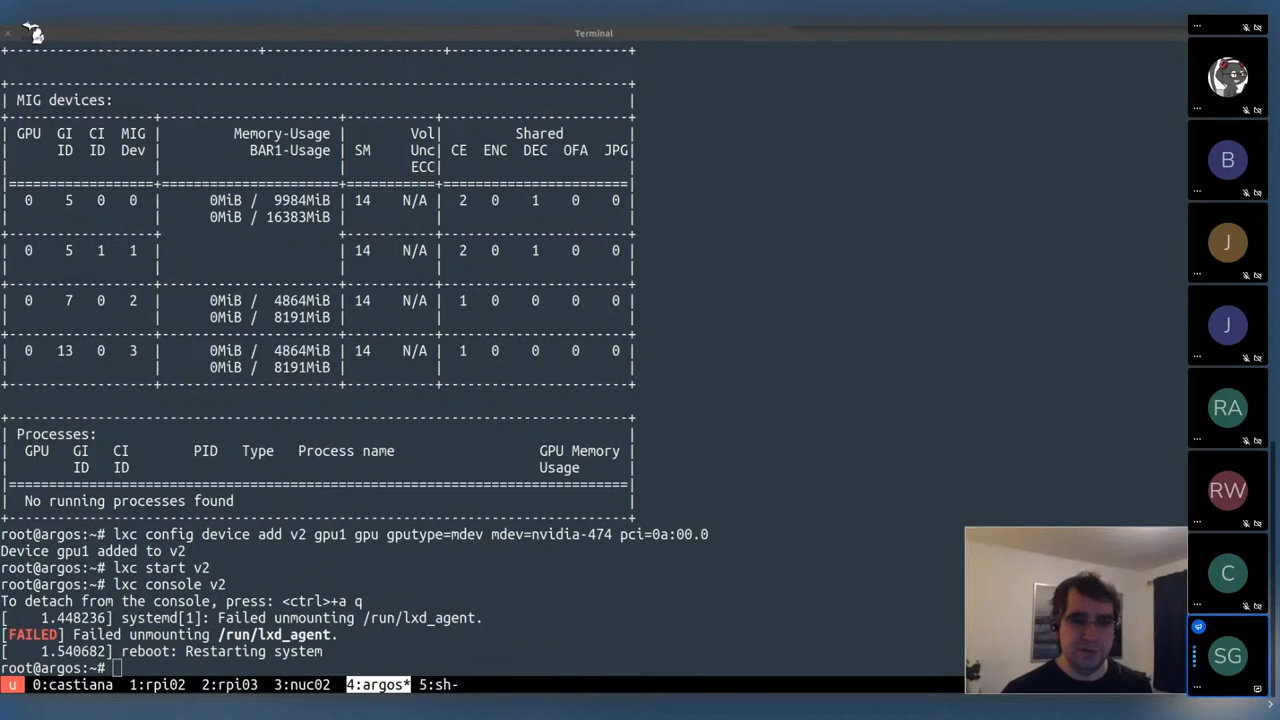 Terminal
MIG devices:
GPU GI CI MIG Memory-Usage Vol Shared
ID ID Dev BAR1-Usage SM Unc CE ENC DEC OFA JPG
ECC
0 5 0 0 0MiB / 9984MiB 14 N/A 2 0 1 0 0
0MiB / 16383MiB
0 5 1 1 14 N/A 2 0 1 0 0
0 7 0 2 0MiB / 4864MiB 14 N/A 1 0 0 0 0
0MiB / 8191MiB
0 13 0 3 0MiB / 4864MiB 14 N/A 1 0 0 0 0
0MiB / 8191MiB
Processes:
GPU GI CI PID Type Process name GPU Memory
ID ID Usage
No running processes found
root@argos:~# lxc config device add v2 gpu1 gpu gputype=mdev mdev=nvidia-474 pci=0a:00.0
Device gpu1 added to v2
root@argos:~# lxc start v2
root@argos:~# lxc console v2
To detach from the console, press: <ctrl>+a q
[ 1.448236] systemd[1]: Failed unmounting /run/lxd_agent.
[FAILED] Failed unmounting /run/lxd_agent.
[ 1.540682] reboot: Restarting system
root@argos:~#
u 0:castiana 1:rpi02 2:rpi03 3:nuc02 4:argos* 5:sh-
B
J
J
RA
RW
C
SG